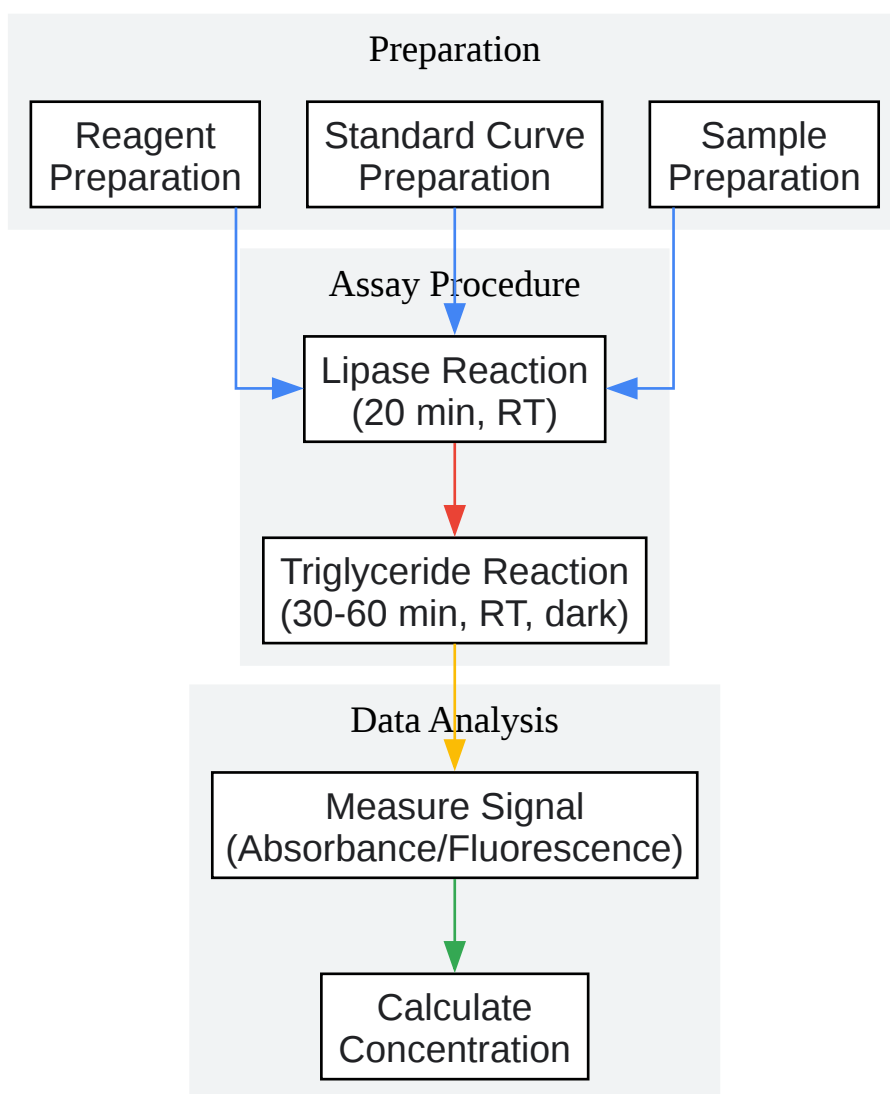 Preparation
Reagent
Preparation
Standard Curve
Preparation
Sample
Preparation
Assay Procedure
Lipase Reaction
(20 min, RT)
Triglyceride Reaction
(30-60 min, RT, dark)
Data Analysis
Measure Signal
(Absorbance/Fluorescence)
Calculate
Concentration